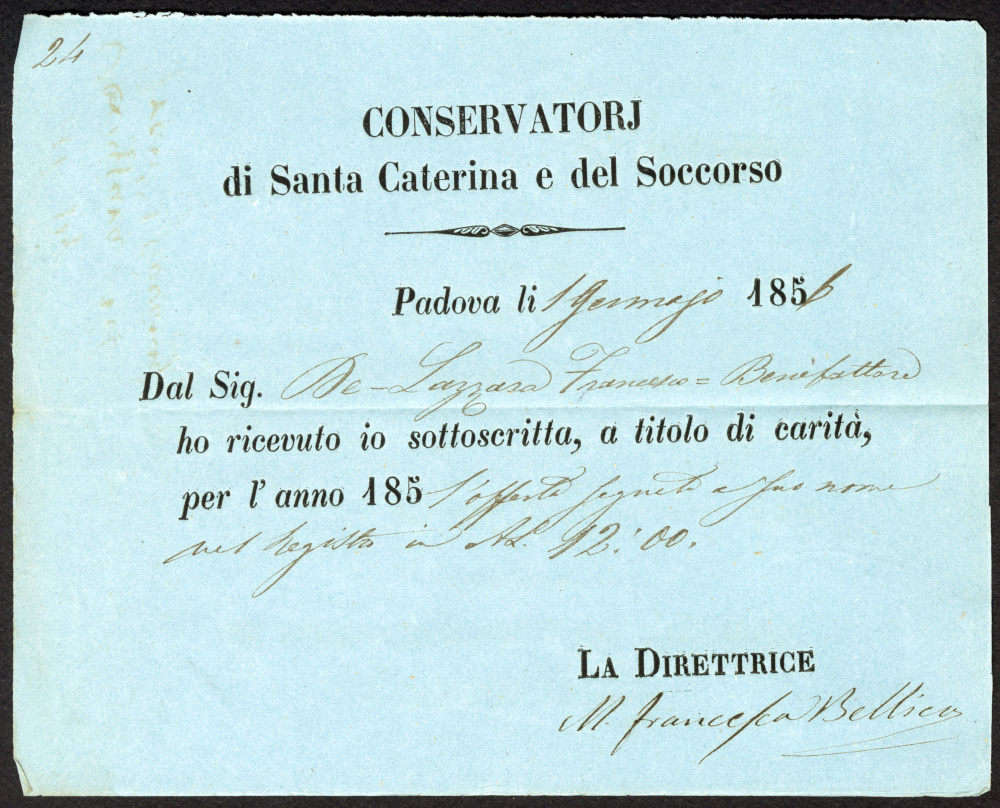 24
CONSERVATORJ
di Santa Caterina e del Soccorso
Padova li 1 Gennajo 1856
Dal Sig. De-Lazzara Francesco = Benefattore
ho ricevuto io sottoscritta, a titolo di carità,
per l'anno 185 l'offerta segnata a suo nome
nel Registro in AL. 12:00.
LA DIRETTRICE
M. Francesca Bellico